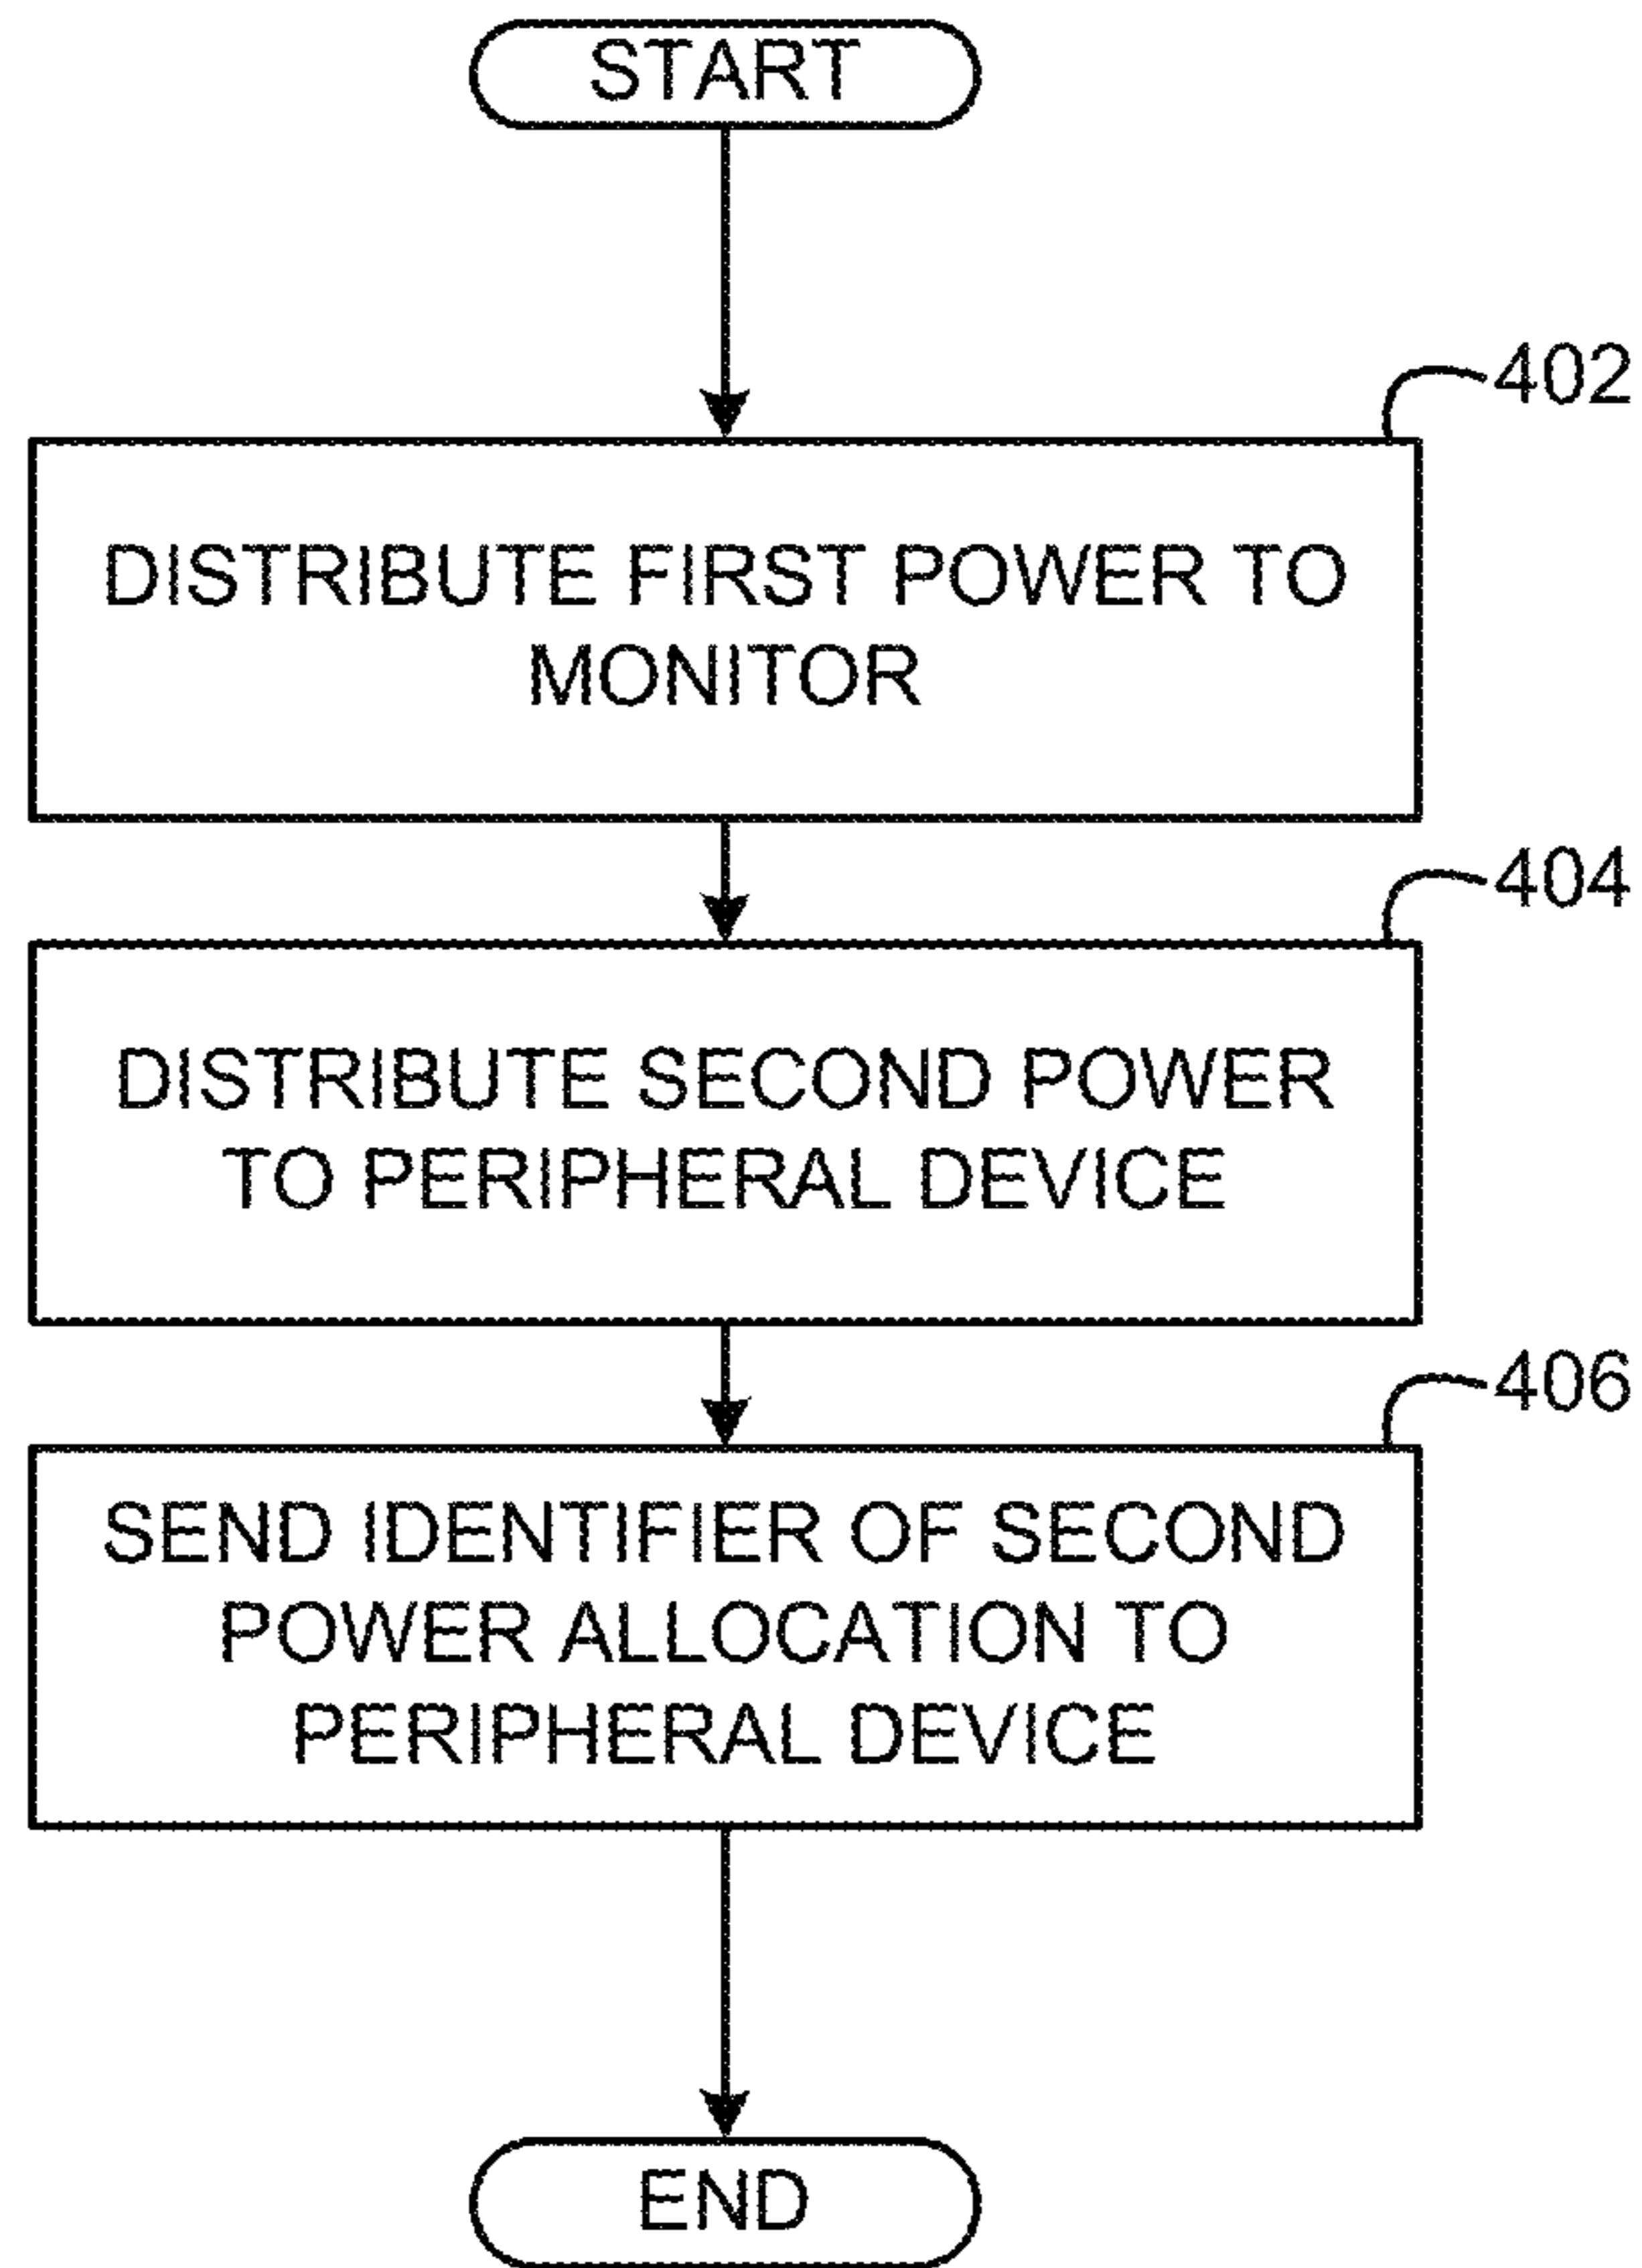 START
402
DISTRIBUTE FIRST POWER TO
MONITOR
404
DISTRIBUTE SECOND POWER
TO PERIPHERAL DEVICE
406
SEND IDENTIFIER OF SECOND
POWER ALLOCATION TO
PERIPHERAL DEVICE
END